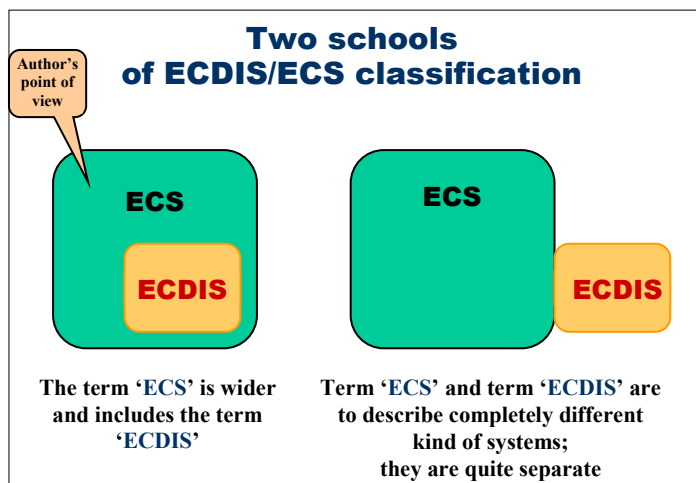 Two schools
of ECDIS/ECS classification
Author's
point of
view
ECS
ECDIS
The term ‘ECS’ is wider
and includes the term
‘ECDIS’
ECS
ECDIS
Term ‘ECS’ and term ‘ECDIS’ are
to describe completely different
kind of systems;
they are quite separate